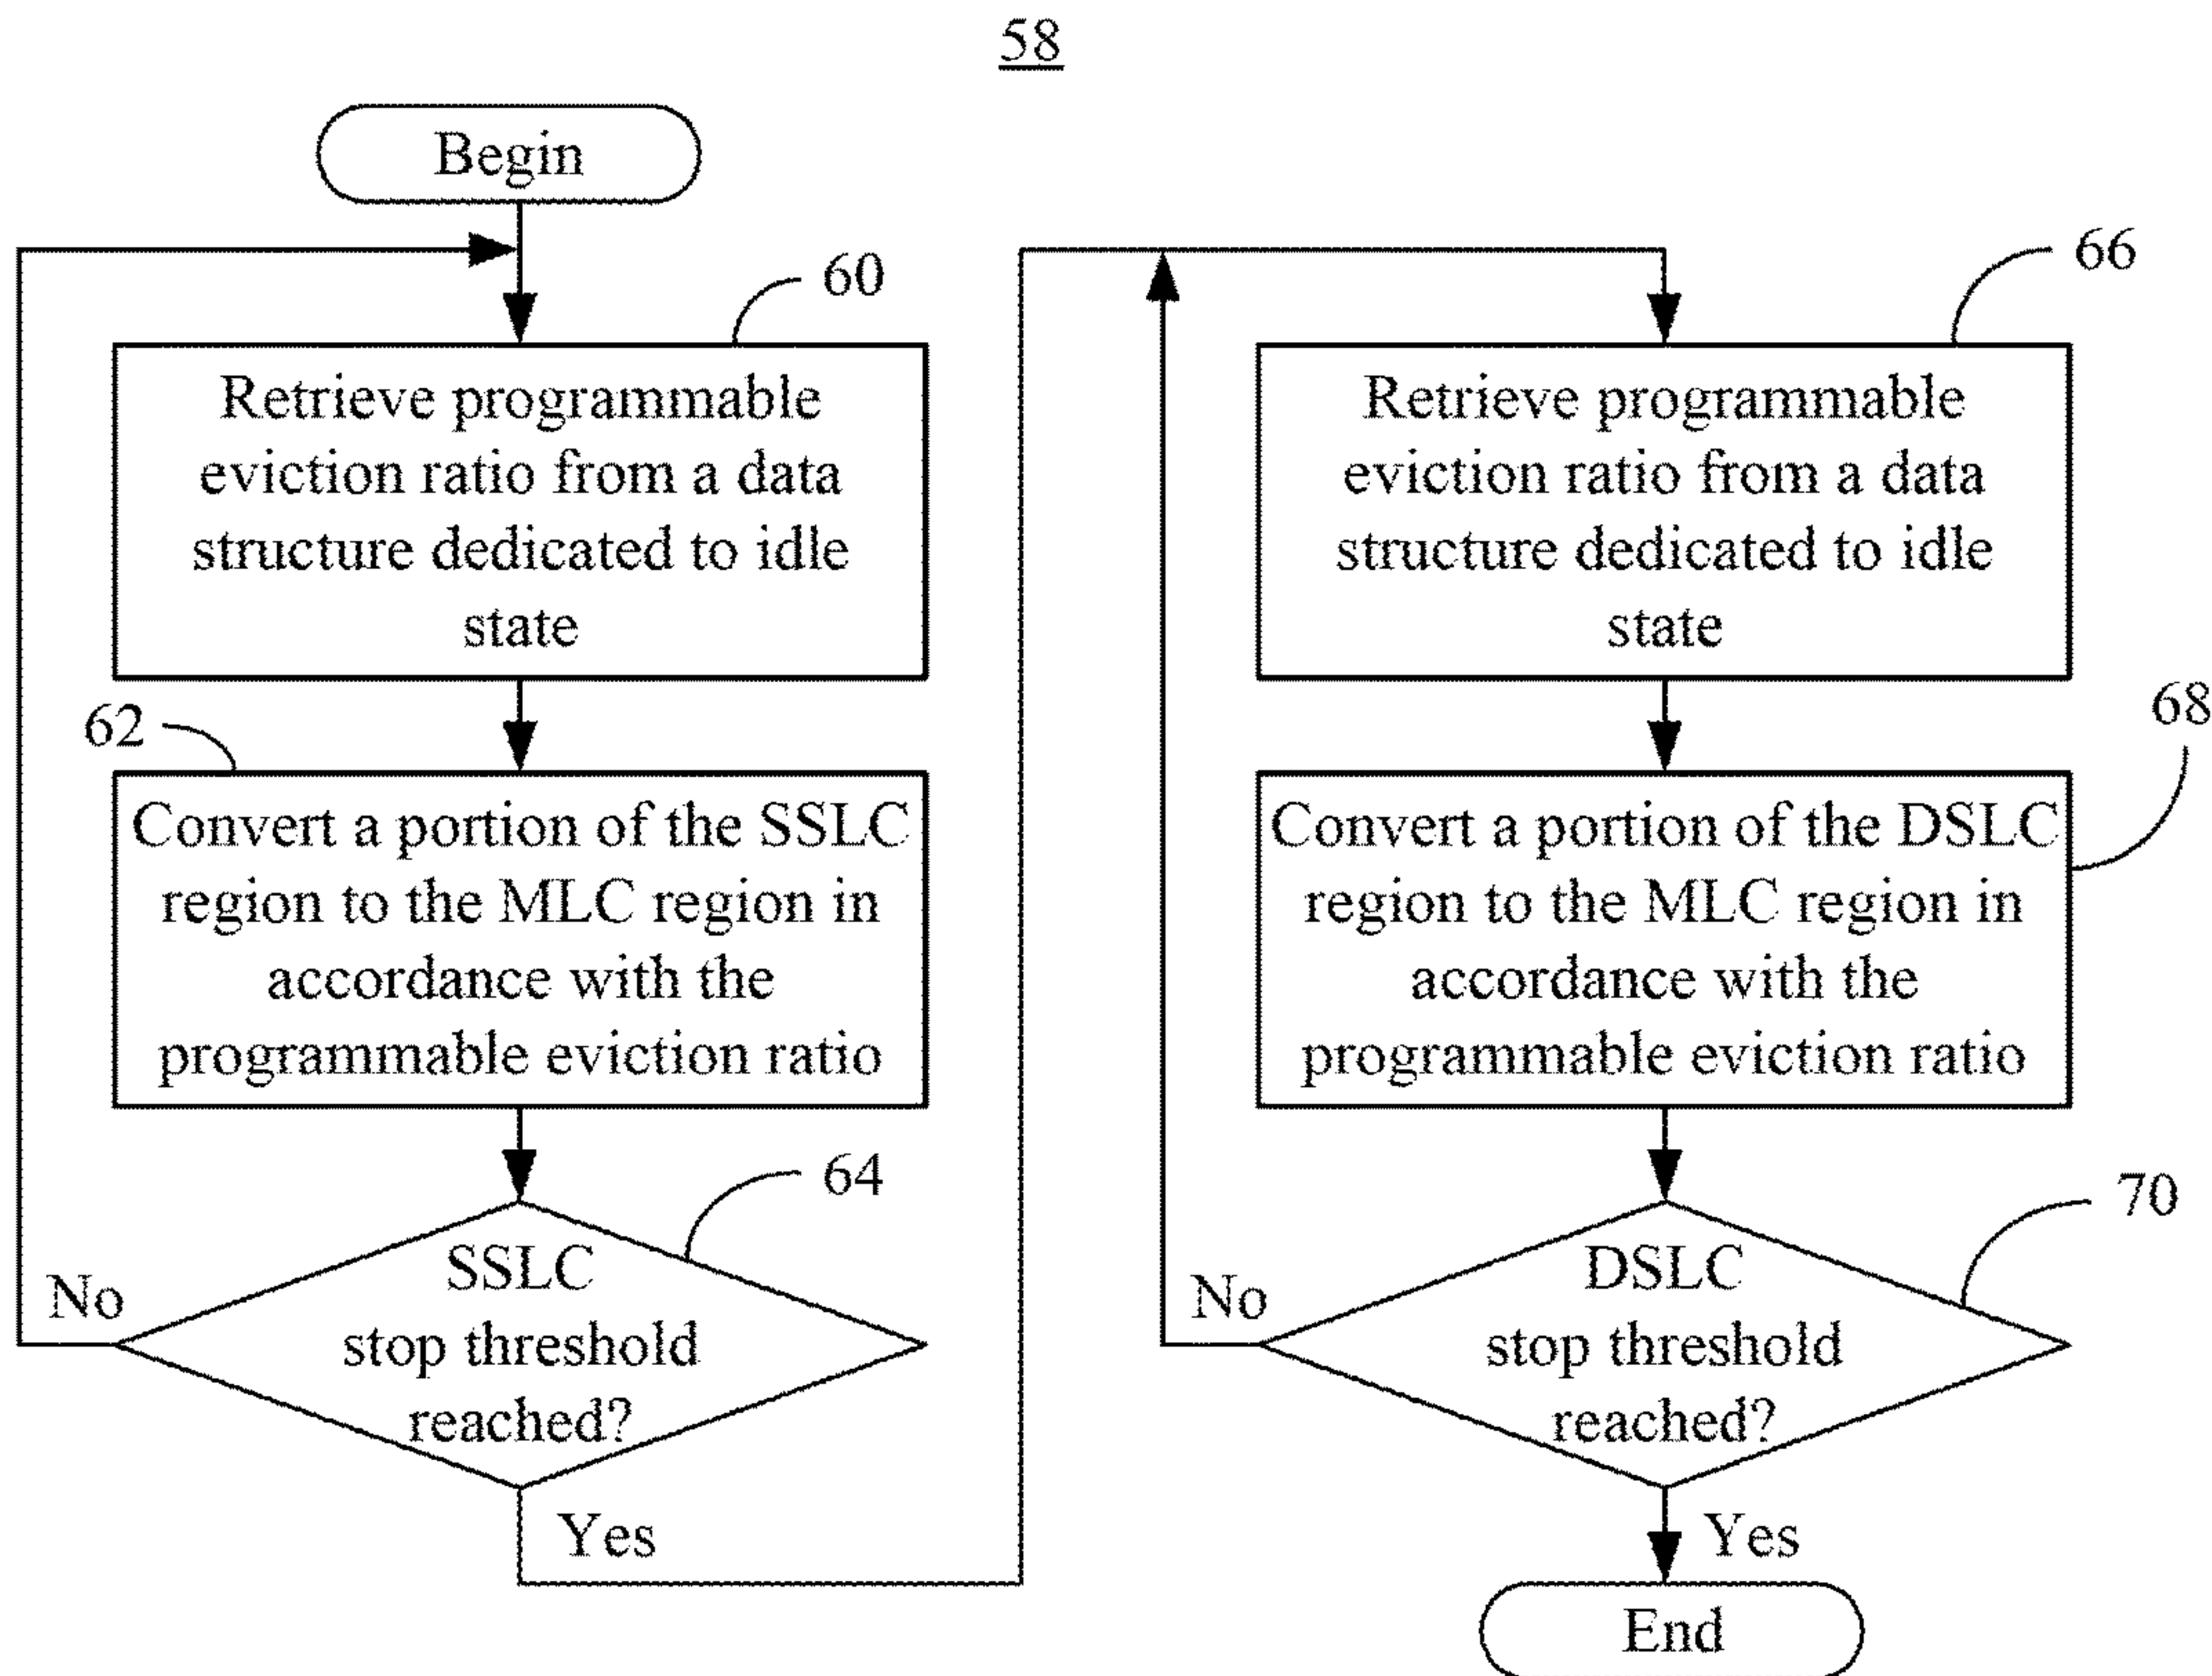 58
Begin
60
Retrieve programmable
eviction ratio from a data
structure dedicated to idle
state
62
Convert a portion of the SSLC
region to the MLC region in
accordance with the
programmable eviction ratio
64
SSLC
stop threshold
reached?
No
Yes
66
Retrieve programmable
eviction ratio from a data
structure dedicated to idle
state
68
Convert a portion of the DSLC
region to the MLC region in
accordance with the
programmable eviction ratio
70
DSLC
stop threshold
reached?
No
Yes
End